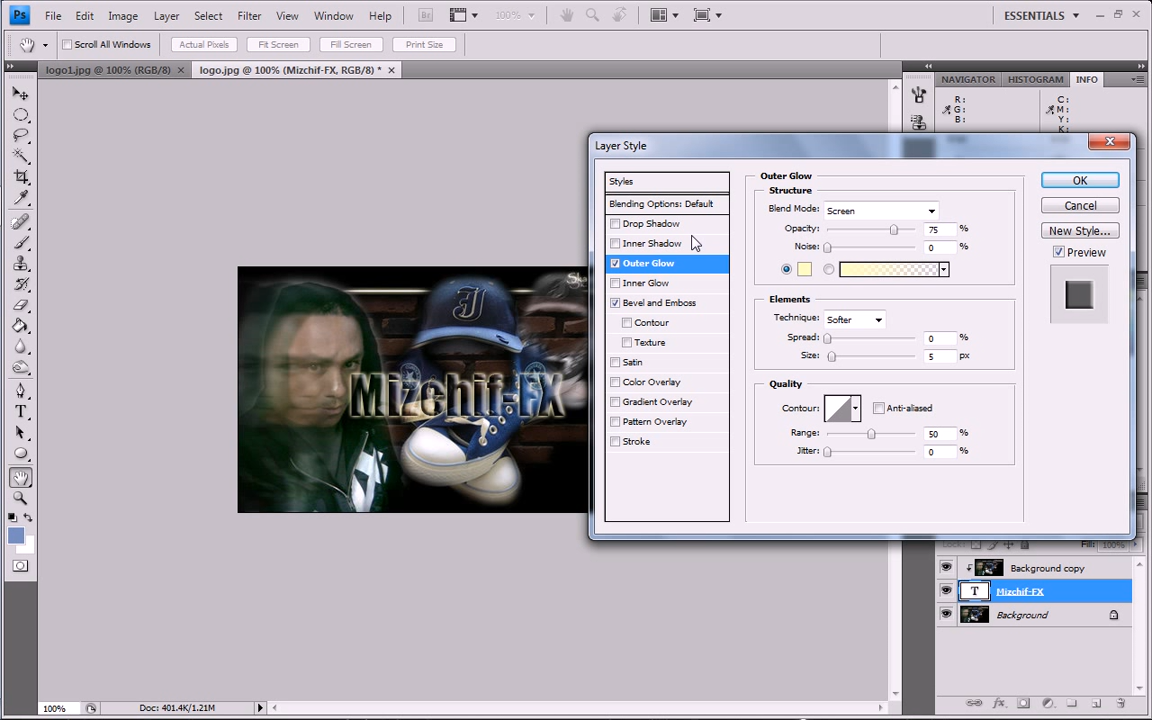 Ps File Edit Image Layer Select Filter View Window Help Br 100% ESSENTIALS
Scroll All Windows Actual Pixels Fit Screen Fill Screen Print Size
logo1.jpg @ 100% (RGB/8) logo.jpg @ 100% (Mizchif-FX, RGB/8) *
NAVIGATOR HISTOGRAM INFO
R: C:
G: M:
B: Y:
K:
Layer Style
Styles
Blending Options: Default
Drop Shadow
Inner Shadow
Outer Glow
Inner Glow
Bevel and Emboss
Contour
Texture
Satin
Color Overlay
Gradient Overlay
Pattern Overlay
Stroke
Outer Glow
Structure
Blend Mode: Screen
Opacity: 75 %
Noise: 0 %
Elements
Technique: Softer
Spread: 0 %
Size: 5 px
Quality
Contour: Anti-aliased
Range: 50 %
Jitter: 0 %
OK
Cancel
New Style...
Preview
Ska
J
Mizchif-FX
T
Lock: Fill: 100%
Background copy
T Mizchif-FX
Background
fx
100% Doc: 401.4K/1.21M